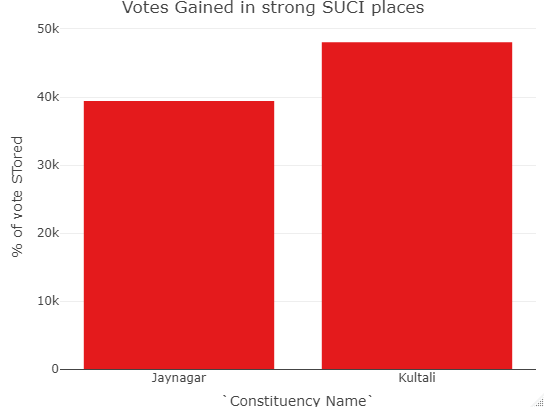 Votes Gained in strong SUCI places
% of vote STored
50k
40k
30k
20k
10k
0
Jaynagar
Kultali
`Constituency Name`